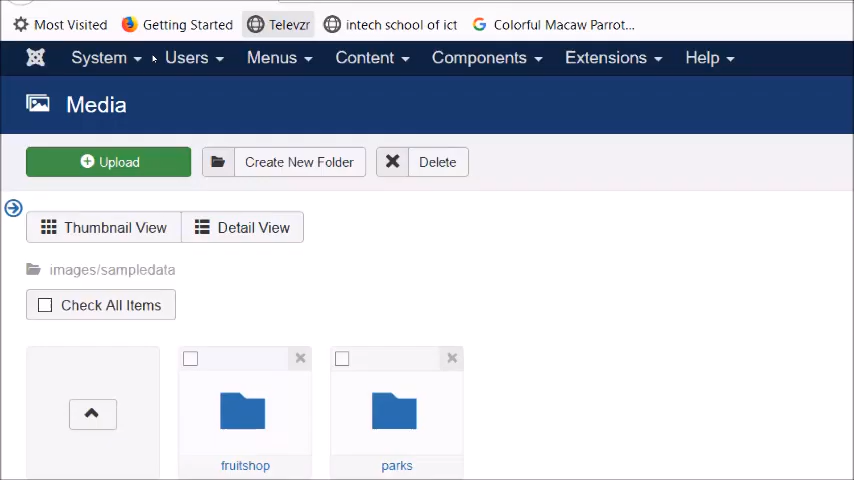 Most Visited Getting Started Televzr intech school of ict Colorful Macaw Parrot...
System Users Menus Content Components Extensions Help
Media
Upload Create New Folder Delete
Thumbnail View Detail View
images/sampledata
Check All Items
fruitshop parks